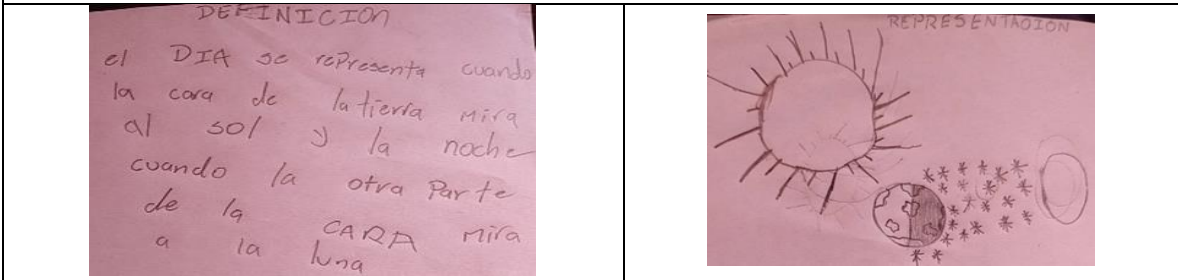 DEFINICIOn
el DIA se rePresenta cuando
la cara de la tierra mira
al sol y la noche
cuando la otra Parte
de la CARA mira
a la luna
REPRESENTACION